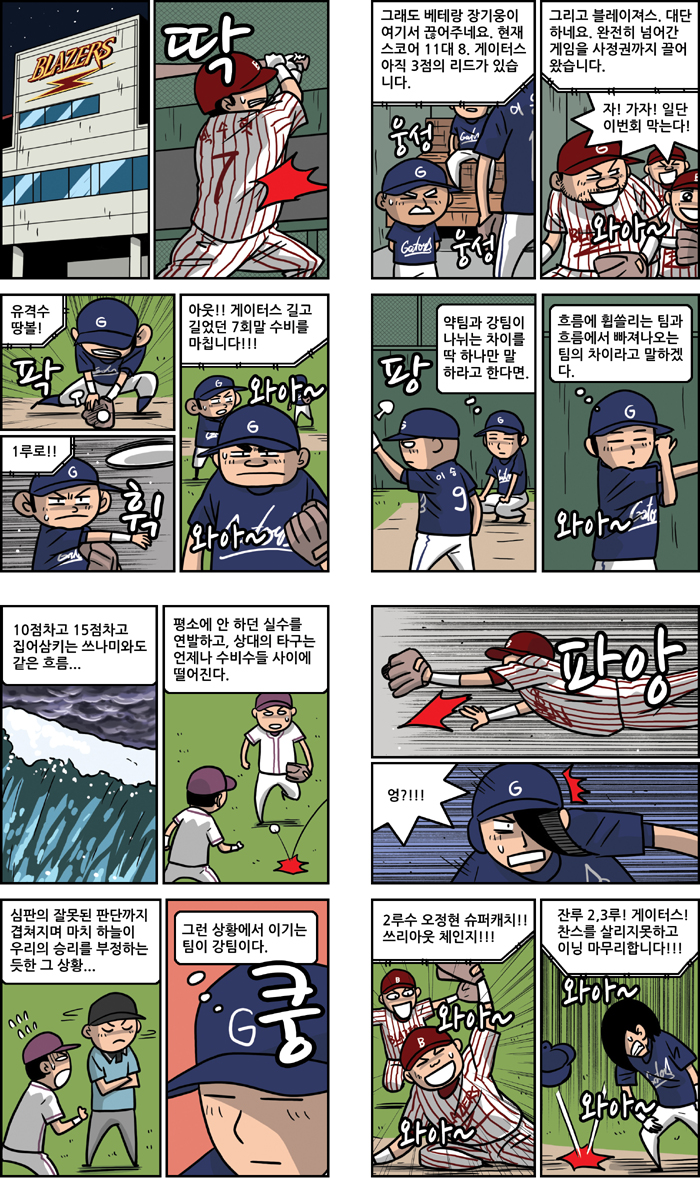 BLAZERS
딱
7
유격수
땅볼!
G
팍
1루로!!
G
휙
아웃!! 게이터스 길고
길었던 7회말 수비를
마칩니다!!!
와아~
G
Gators
와아~
그래도 베테랑 장기웅이
여기서 끊어주네요. 현재
스코어 11대 8. 게이터스
아직 3점의 리드가 있습
니다.
웅성
G
Gators
웅성
그리고 블레이져스. 대단
하네요. 완전히 넘어간
게임을 사정권까지 끌어
왔습니다.
자! 가자! 일단
이번회 막는다!
B
와아~
약팀과 강팀이
나뉘는 차이를
딱 하나만 말
하라고 한다면.
팡
G
이승
9
흐름에 휩쓸리는 팀과
흐름에서 빠져나오는
팀의 차이라고 말하겠
다.
G
와아~
10점차고 15점차고
집어삼키는 쓰나미와도
같은 흐름...
평소에 안 하던 실수를
연발하고, 상대의 타구는
언제나 수비수들 사이에
떨어진다.
심판의 잘못된 판단까지
겹쳐지며 마치 하늘이
우리의 승리를 부정하는
듯한 그 상황...
그런 상황에서 이기는
팀이 강팀이다.
G
쿵
파앙
엉?!!!
G
2루수 오정현 슈퍼캐치!!
쓰리아웃 체인지!!!
B
와아~
B
와아~
잔루 2,3루! 게이터스!
찬스를 살리지못하고
이닝 마무리합니다!!!
와아~
와아~